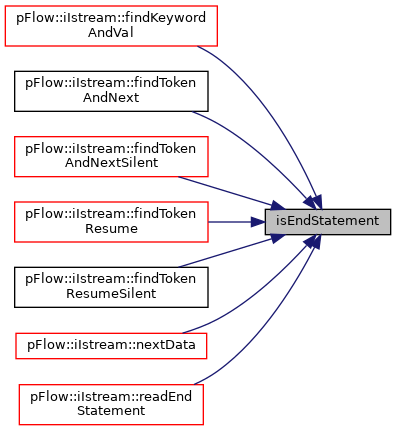 pFlow::iIstream::findKeyword
AndVal
pFlow::iIstream::findToken
AndNext
pFlow::iIstream::findToken
AndNextSilent
pFlow::iIstream::findToken
Resume
isEndStatement
pFlow::iIstream::findToken
ResumeSilent
pFlow::iIstream::nextData
pFlow::iIstream::readEnd
Statement